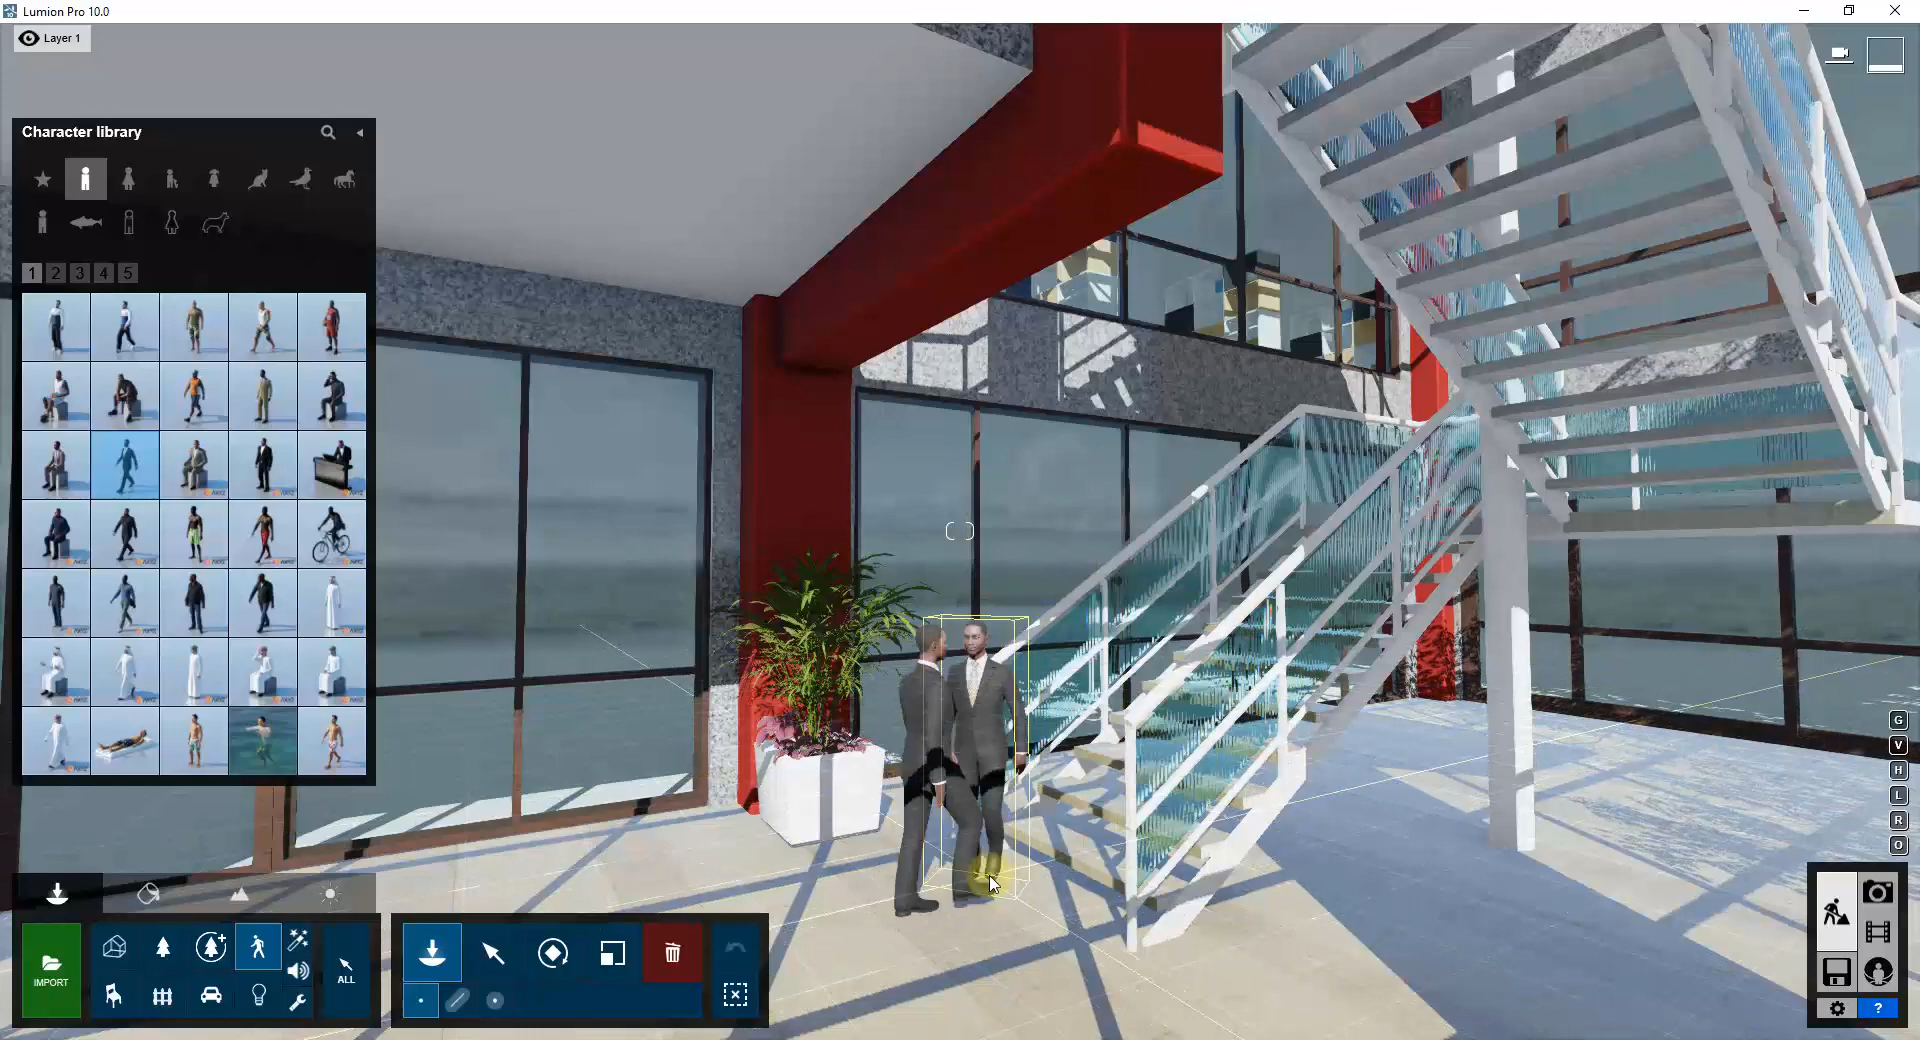 Lumion Pro 10.0
Layer 1
Character library
1 2 3 4 5
G
V
H
L
R
O
IMPORT
ALL
?